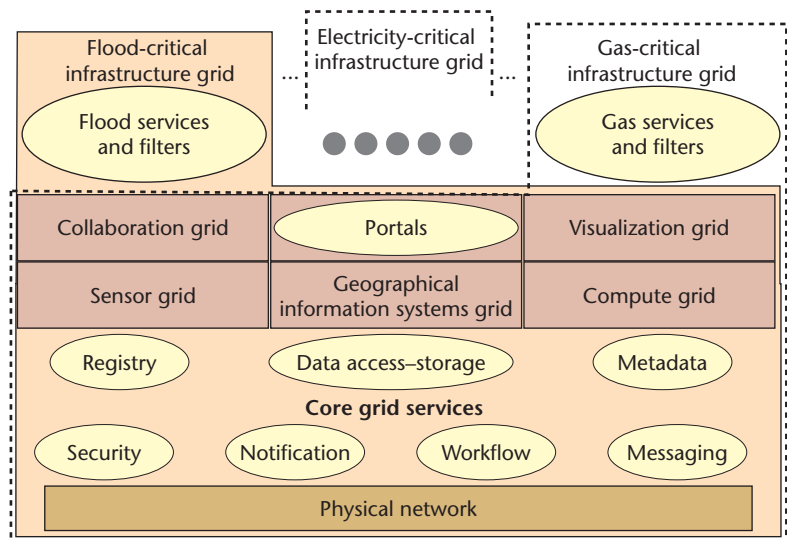 Flood-critical
infrastructure grid
...
Electricity-critical
infrastructure grid
...
Gas-critical
infrastructure grid
Flood services
and filters
Gas services
and filters
Collaboration grid
Portals
Visualization grid
Sensor grid
Geographical
information systems grid
Compute grid
Registry
Data access–storage
Metadata
Core grid services
Security
Notification
Workflow
Messaging
Physical network